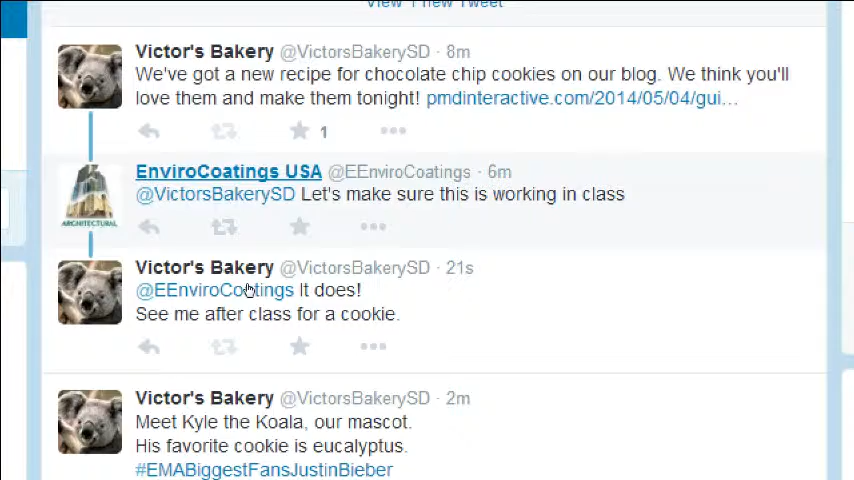 View 1 new Tweet
Victor's Bakery @VictorsBakerySD · 8m
We've got a new recipe for chocolate chip cookies on our blog. We think you'll
love them and make them tonight! pmdinteractive.com/2014/05/04/gui...
1
EnviroCoatings USA @EEnviroCoatings · 6m
@VictorsBakerySD Let's make sure this is working in class
ARCHITECTURAL
Victor's Bakery @VictorsBakerySD · 21s
@EEnviroCoatings It does!
See me after class for a cookie.
Victor's Bakery @VictorsBakerySD · 2m
Meet Kyle the Koala, our mascot.
His favorite cookie is eucalyptus.
#EMABiggestFansJustinBieber